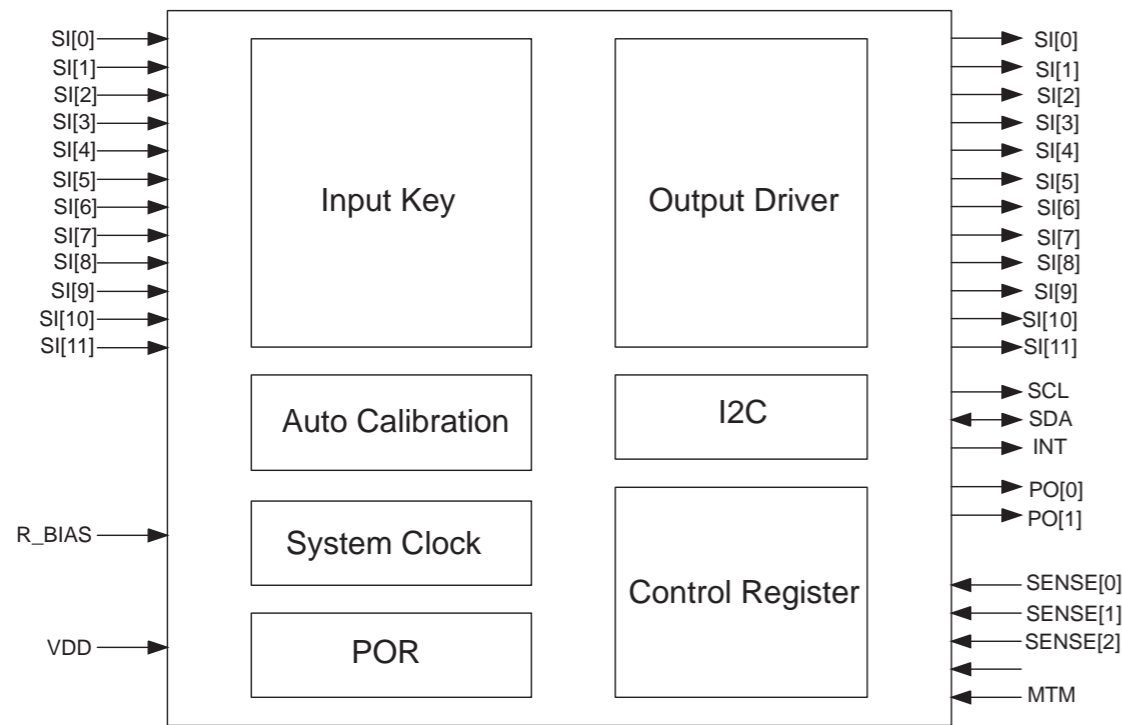 SI[0]
SI[1]
SI[2]
SI[3]
SI[4]
SI[5]
SI[6]
SI[7]
SI[8]
SI[9]
SI[10]
SI[11]
R_BIAS
VDD
Input Key
Auto Calibration
System Clock
POR
Output Driver
I2C
Control Register
SI[0]
SI[1]
SI[2]
SI[3]
SI[4]
SI[5]
SI[6]
SI[7]
SI[8]
SI[9]
SI[10]
SI[11]
SCL
SDA
INT
PO[0]
PO[1]
SENSE[0]
SENSE[1]
SENSE[2]
MTM